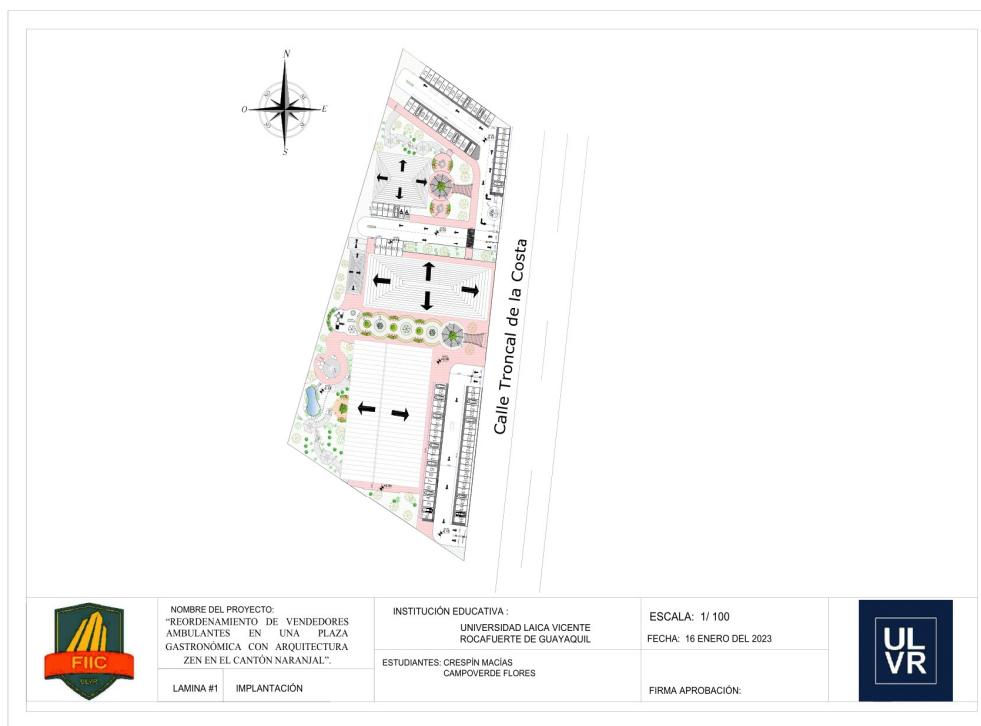 N
O
E
S
Calle Troncal de la Costa
FIIC
ULVR
NOMBRE DEL PROYECTO:
“REORDENAMIENTO DE VENDEDORES
AMBULANTES EN UNA PLAZA
GASTRONÓMICA CON ARQUITECTURA
ZEN EN EL CANTÓN NARANJAL”.
LAMINA #1
IMPLANTACIÓN
INSTITUCIÓN EDUCATIVA :
UNIVERSIDAD LAICA VICENTE
ROCAFUERTE DE GUAYAQUIL
ESTUDIANTES: CRESPÍN MACÍAS
CAMPOVERDE FLORES
ESCALA: 1/ 100
FECHA: 16 ENERO DEL 2023
FIRMA APROBACIÓN:
UL
VR